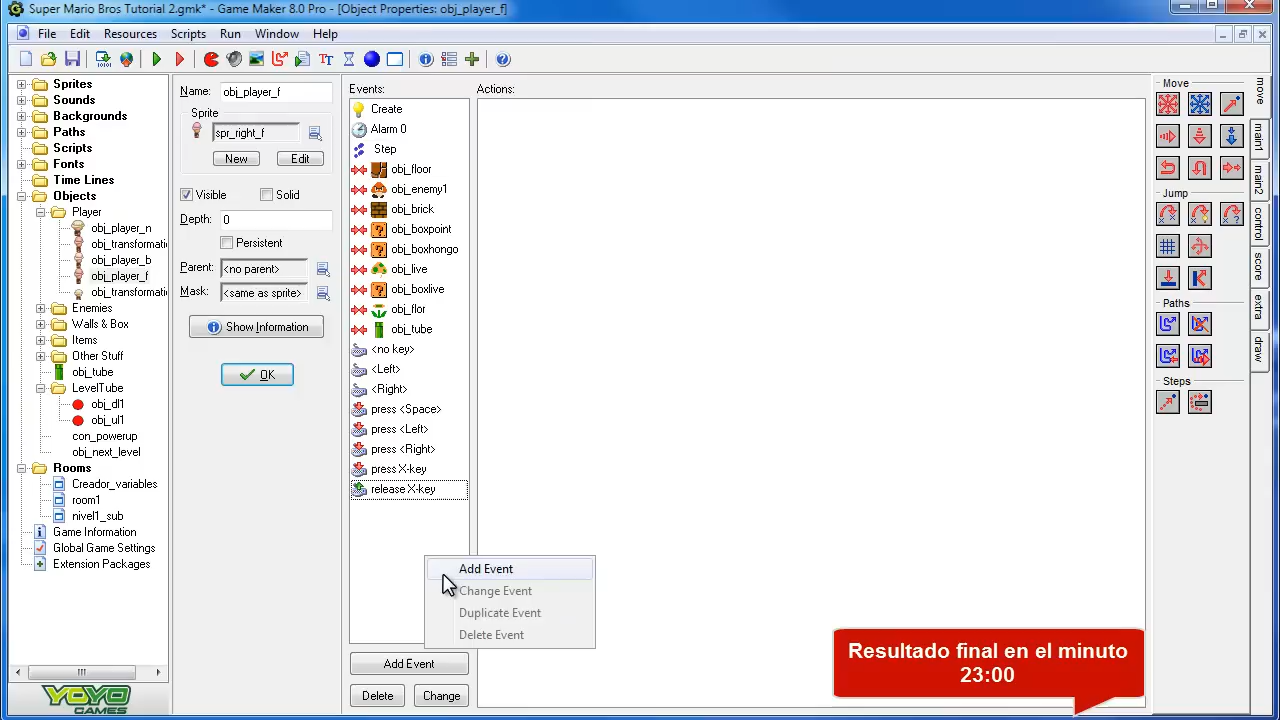 Super Mario Bros Tutorial 2.gmk* - Game Maker 8.0 Pro - [Object Properties: obj_player_f]
File Edit Resources Scripts Run Window Help
Sprites
Sounds
Backgrounds
Paths
Scripts
Fonts
Time Lines
Objects
Player
obj_player_n
obj_transformatio
obj_player_b
obj_player_f
obj_transformatio
Enemies
Walls & Box
Items
Other Stuff
obj_tube
LevelTube
obj_dl1
obj_ul1
con_powerup
obj_next_level
Rooms
Creador_variables
room1
nivel1_sub
Game Information
Global Game Settings
Extension Packages
YOYO
GAMES
Name: obj_player_f
Sprite
spr_right_f
New Edit
Visible Solid
Depth: 0
Persistent
Parent: <no parent>
Mask: <same as sprite>
Show Information
OK
Events:
Create
Alarm 0
Step
obj_floor
obj_enemy1
obj_brick
obj_boxpoint
obj_boxhongo
obj_live
obj_boxlive
obj_flor
obj_tube
<no key>
<Left>
<Right>
press <Space>
press <Left>
press <Right>
press X-key
release X-key
Add Event
Change Event
Duplicate Event
Delete Event
Add Event
Delete Change
Actions:
Resultado final en el minuto
23:00
Move
Jump
Paths
Steps
move
main1
main2
control
score
extra
draw